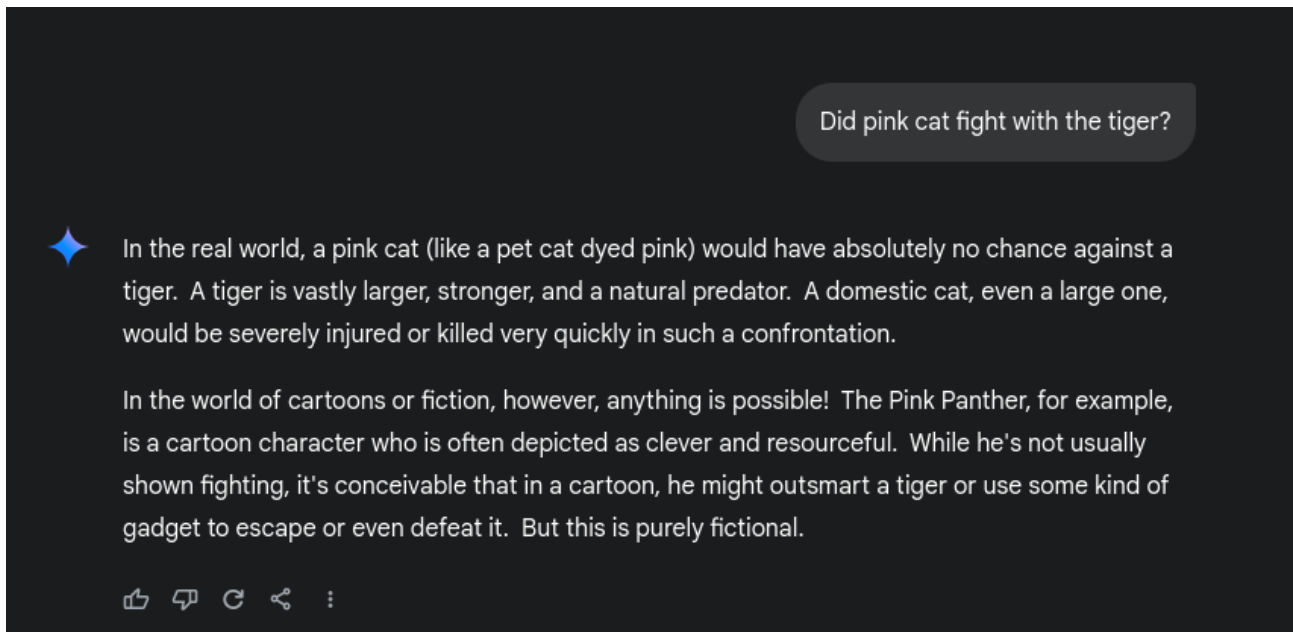 Did pink cat fight with the tiger?
In the real world, a pink cat (like a pet cat dyed pink) would have absolutely no chance against a
tiger.  A tiger is vastly larger, stronger, and a natural predator.  A domestic cat, even a large one,
would be severely injured or killed very quickly in such a confrontation.
In the world of cartoons or fiction, however, anything is possible!  The Pink Panther, for example,
is a cartoon character who is often depicted as clever and resourceful.  While he's not usually
shown fighting, it's conceivable that in a cartoon, he might outsmart a tiger or use some kind of
gadget to escape or even defeat it.  But this is purely fictional.